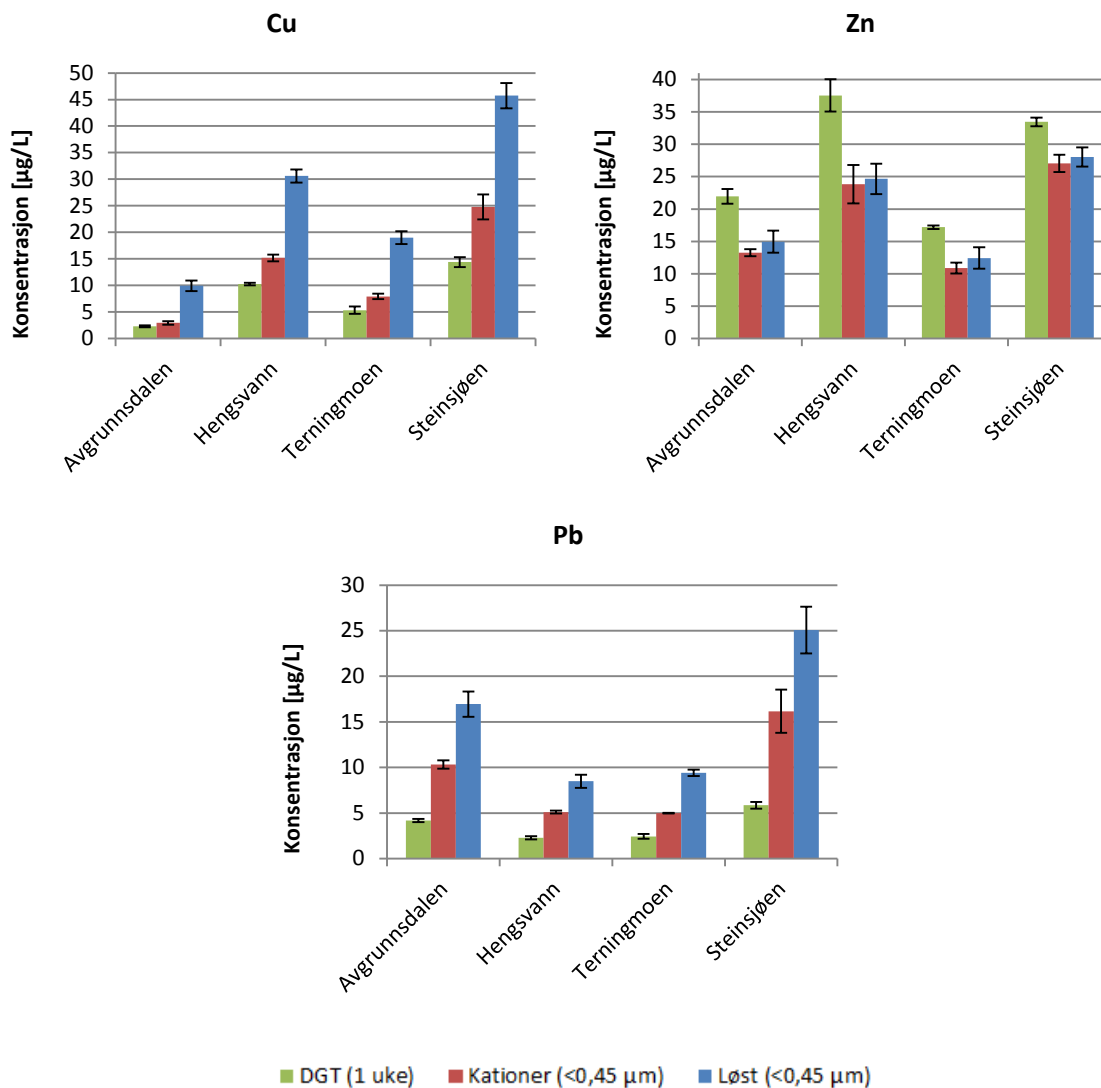 Cu
Konsentrasjon [µg/L]
50
45
40
35
30
25
20
15
10
5
0
Avgrunnsdalen
Hengsvann
Terningmoen
Steinsjøen
Zn
Konsentrasjon [µg/L]
40
35
30
25
20
15
10
5
0
Avgrunnsdalen
Hengsvann
Terningmoen
Steinsjøen
Pb
Konsentrasjon [µg/L]
30
25
20
15
10
5
0
Avgrunnsdalen
Hengsvann
Terningmoen
Steinsjøen
DGT (1 uke) Kationer (<0,45 µm) Løst (<0,45 µm)